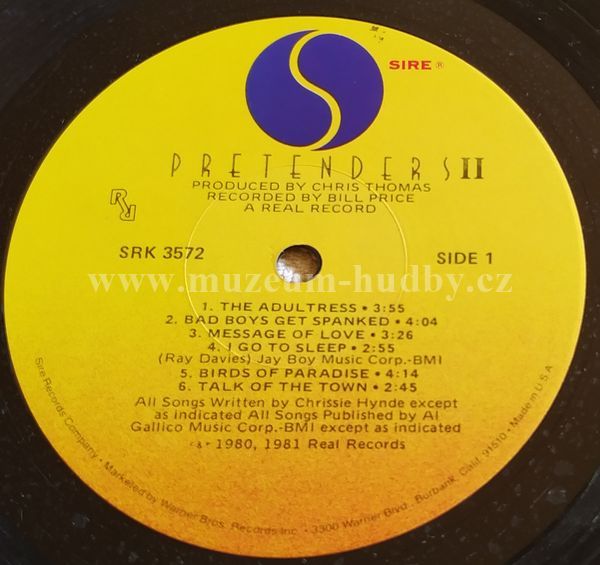 SIRE ®
PRETENDERS II
PRODUCED BY CHRIS THOMAS
RECORDED BY BILL PRICE
A REAL RECORD
SRK 3572
SIDE 1
www.muzeum-hudby.cz
1. THE ADULTRESS • 3:55
2. BAD BOYS GET SPANKED • 4:04
3. MESSAGE OF LOVE • 3:26
4. I GO TO SLEEP • 2:55
(Ray Davies) Jay Boy Music Corp.-BMI
5. BIRDS OF PARADISE • 4:14
6. TALK OF THE TOWN • 2:45
All Songs Written by Chrissie Hynde except
as indicated All Songs Published by Al
Gallico Music Corp.-BMI except as indicated
1980, 1981 Real Records
Sire Records Company • Marketed by Warner Bros. Records Inc. • 3300 Warner Blvd., Burbank, Calif. 91510 • Made in U.S.A